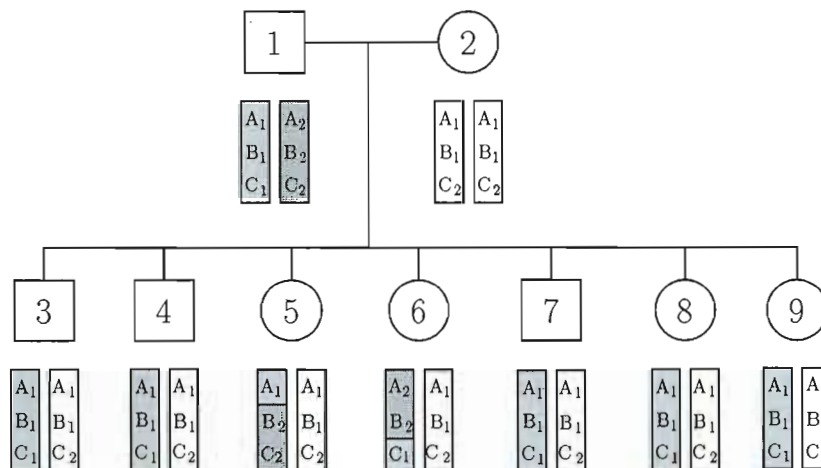 1 2
A₁ A₂ A₁ A₁
B₁ B₂ B₁ B₁
C₁ C₂ C₂ C₂
3 4 5 6 7 8 9
A₁ A₁ A₁ A₁ A₁ A₁ A₂ A₁ A₁ A₁ A₁ A₁ A₁ A
B₁ B₁ B₁ B₁ B₂ B₁ B₂ B₁ B₁ B₁ B₁ B₁ B₁ B
C₁ C₂ C₁ C₂ C₂ C₂ C₁ C₂ C₁ C₂ C₁ C₂ C₁ C